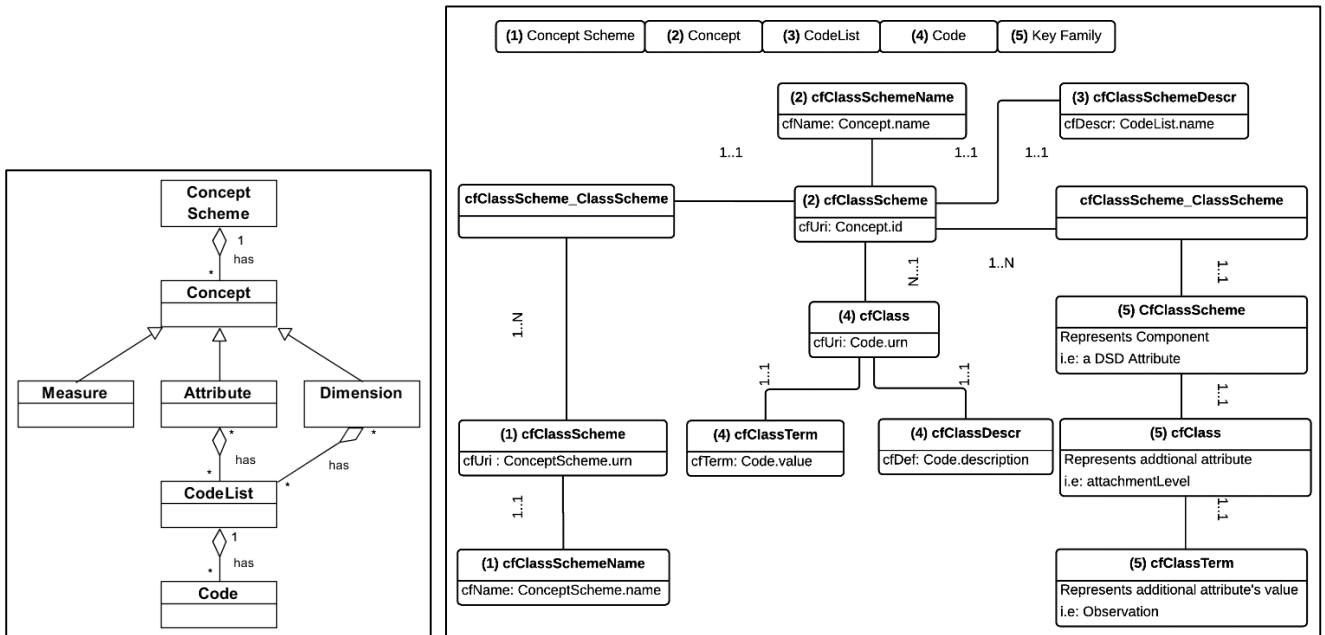 Concept
Scheme
1
has
*
Concept
Measure
Attribute
Dimension
*
has
*
*
has
*
CodeList
1
has
*
Code
(1) Concept Scheme
(2) Concept
(3) CodeList
(4) Code
(5) Key Family
(2) cfClassSchemeName
cfName: Concept.name
(3) cfClassSchemeDescr
cfDescr: CodeList.name
1..1
1..1
1..1
cfClassScheme_ClassScheme
(2) cfClassScheme
cfUri: Concept.id
cfClassScheme_ClassScheme
1..N
N...1
1..N
1..1
(4) cfClass
cfUri: Code.urn
(5) CfClassScheme
Represents Component
i.e: a DSD Attribute
1..1
1..1
1..1
(1) cfClassScheme
cfUri : ConceptScheme.urn
(4) cfClassTerm
cfTerm: Code.value
(4) cfClassDescr
cfDef: Code.description
(5) cfClass
Represents addtional attribute
i.e: attachmentLevel
1..1
1..1
(1) cfClassSchemeName
cfName: ConceptScheme.name
(5) cfClassTerm
Represents additional attribute's value
i.e: Observation